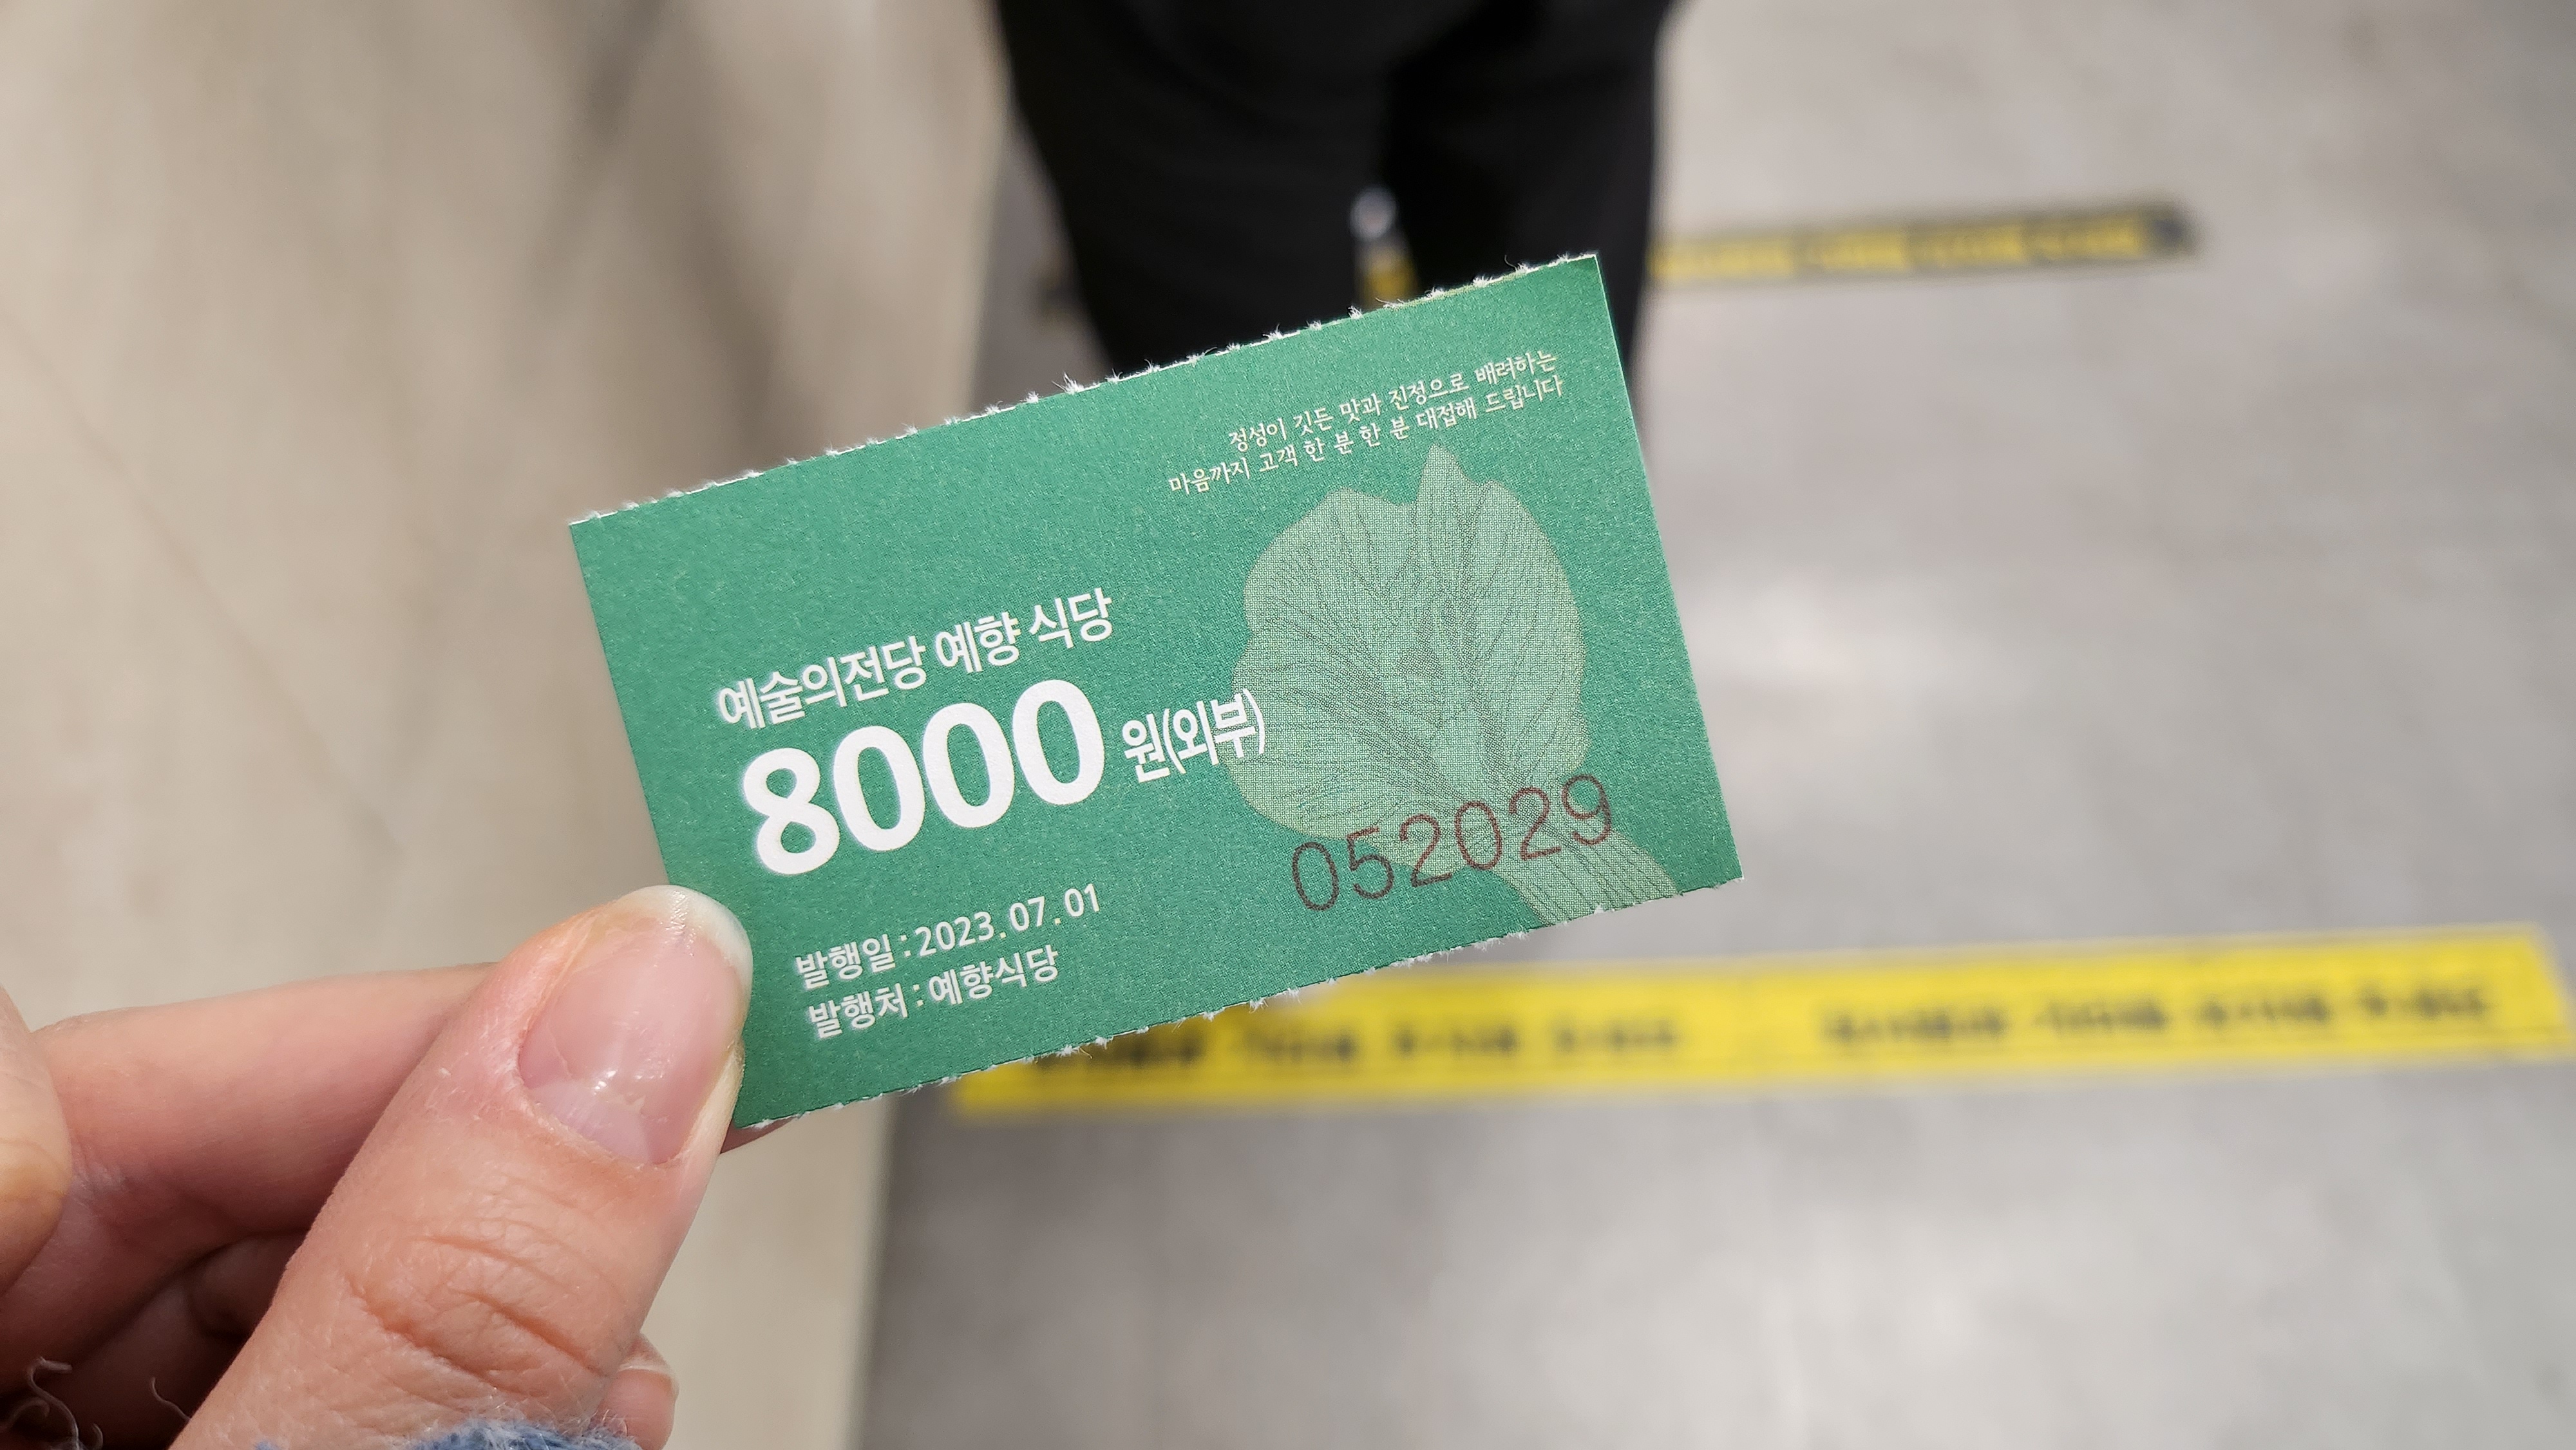 정성이 깃든 맛과 진정으로 배려하는
마음까지 고객 한 분 한 분 대접해 드립니다
예술의전당 예향 식당
8000 원(외부)
052029
발행일 : 2023. 07. 01
발행처 : 예향식당